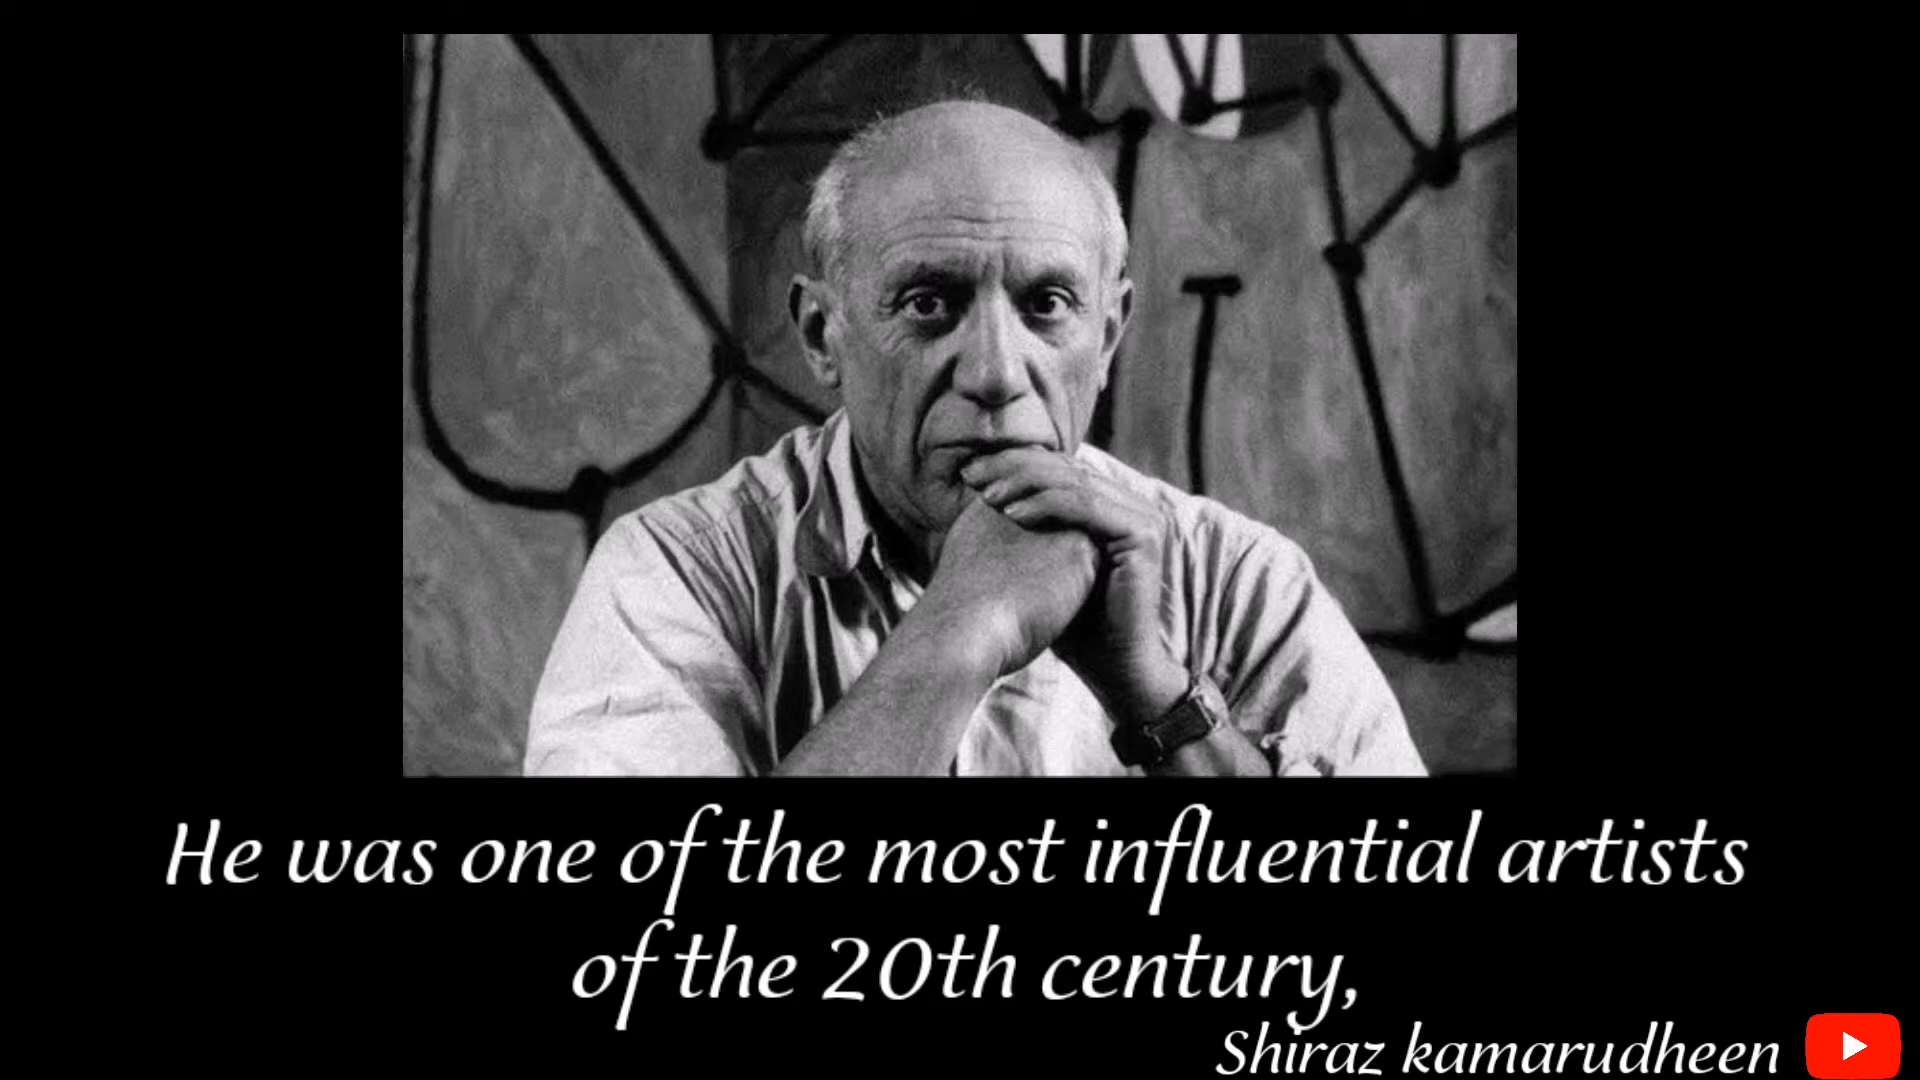 He was one of the most influential artists
of the 20th century,
Shiraz kamarudheen